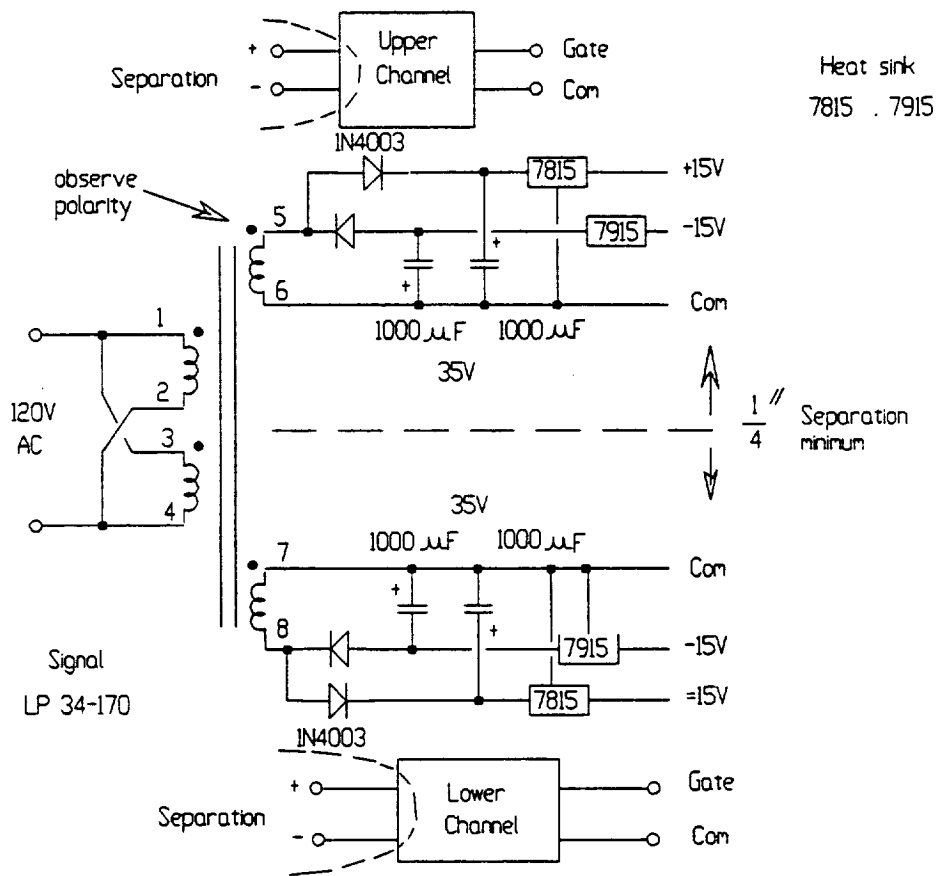 +
-
Separation
Upper
Channel
Gate
Com
Heat sink
7815 . 7915
1N4003
observe
polarity
5
6
7815
+15V
7915
-15V
+
+
Com
1000 µF
1000 µF
35V
1
2
3
4
120V
AC
1/4" Separation
minimum
35V
1000 µF
1000 µF
7
8
+
+
Com
7915
-15V
7815
=15V
Signal
LP 34-170
1N4003
Separation
+
-
Lower
Channel
Gate
Com